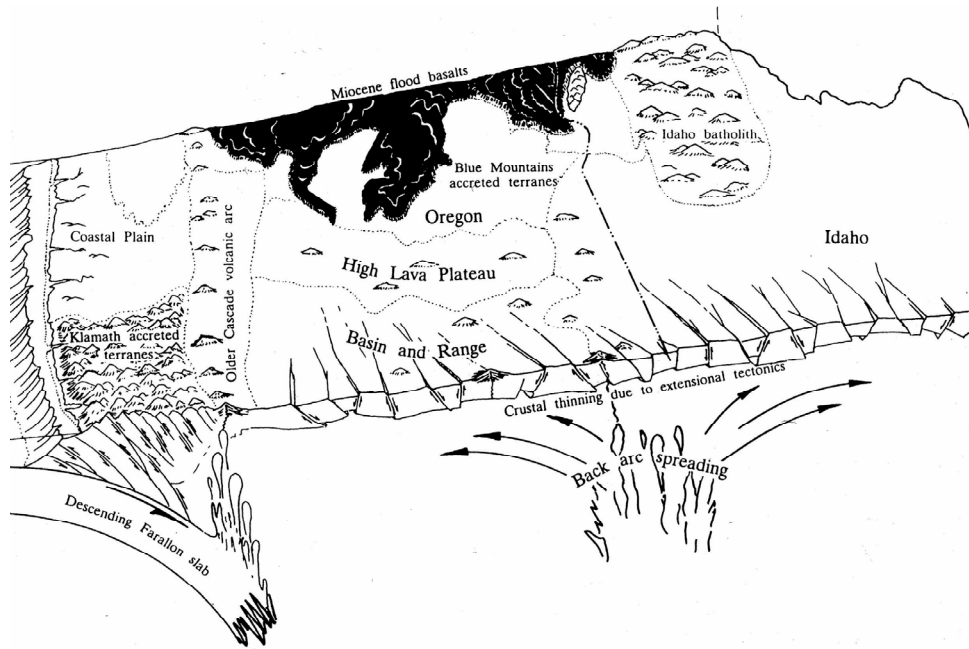 Miocene flood basalts
Idaho batholith
Blue Mountains
accreted terranes
Oregon
Coastal Plain
Older Cascade volcanic arc
High Lava Plateau
Idaho
Klamath accreted
terranes
Basin and Range
Crustal thinning due to extensional tectonics
Back arc spreading
Descending Farallon slab